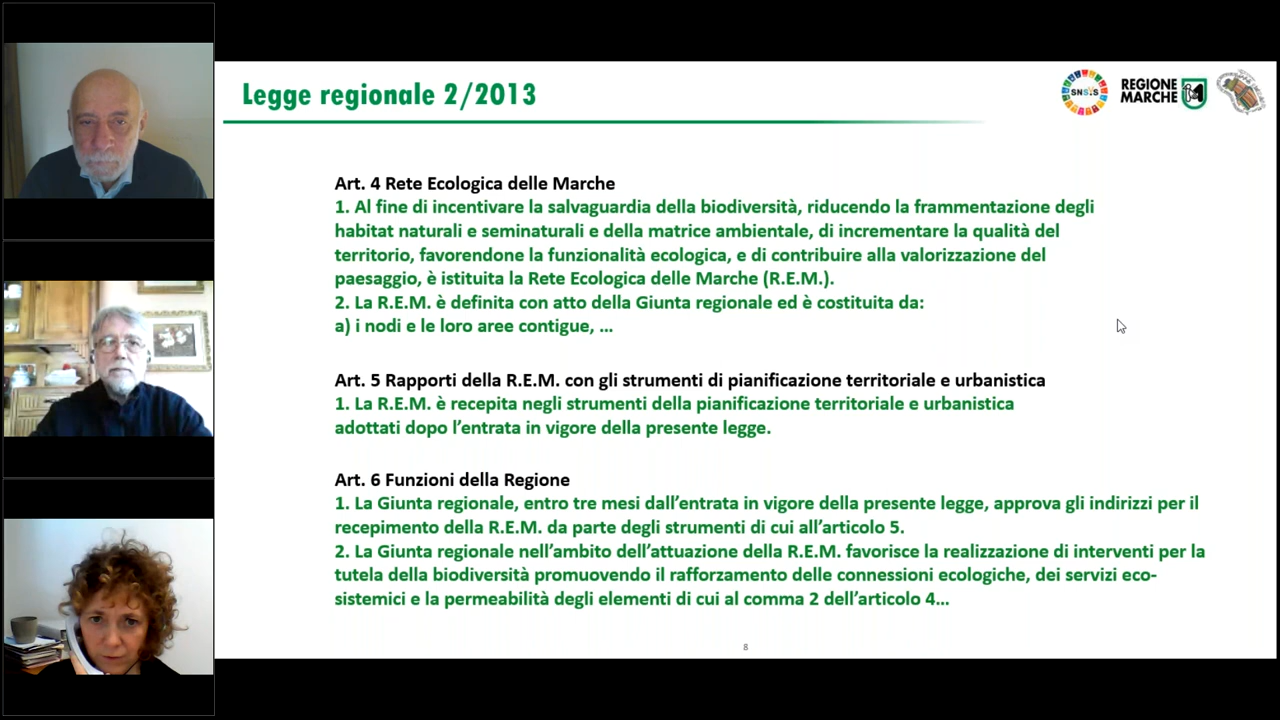 Legge regionale 2/2013
SNSvS
REGIONE
MARCHE
Art. 4 Rete Ecologica delle Marche
1. Al fine di incentivare la salvaguardia della biodiversità, riducendo la frammentazione degli
habitat naturali e seminaturali e della matrice ambientale, di incrementare la qualità del
territorio, favorendone la funzionalità ecologica, e di contribuire alla valorizzazione del
paesaggio, è istituita la Rete Ecologica delle Marche (R.E.M.).
2. La R.E.M. è definita con atto della Giunta regionale ed è costituita da:
a) i nodi e le loro aree contigue, …
Art. 5 Rapporti della R.E.M. con gli strumenti di pianificazione territoriale e urbanistica
1. La R.E.M. è recepita negli strumenti della pianificazione territoriale e urbanistica
adottati dopo l’entrata in vigore della presente legge.
Art. 6 Funzioni della Regione
1. La Giunta regionale, entro tre mesi dall’entrata in vigore della presente legge, approva gli indirizzi per il
recepimento della R.E.M. da parte degli strumenti di cui all’articolo 5.
2. La Giunta regionale nell’ambito dell’attuazione della R.E.M. favorisce la realizzazione di interventi per la
tutela della biodiversità promuovendo il rafforzamento delle connessioni ecologiche, dei servizi eco-
sistemici e la permeabilità degli elementi di cui al comma 2 dell’articolo 4…
8